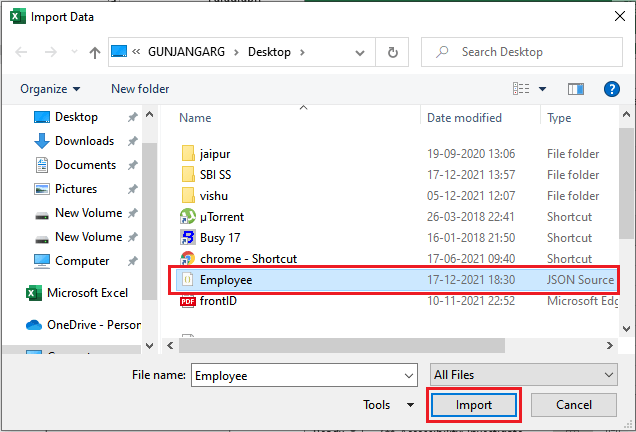 Import Data
GUNJANGARG > Desktop >
Search Desktop
Organize New folder
Name Date modified Type
Desktop
Downloads
Documents
Pictures
New Volume
New Volume
Computer
Microsoft Excel
OneDrive - Person
jaipur 19-09-2020 13:06 File folder
SBI SS 17-12-2021 13:57 File folder
vishu 05-12-2021 12:07 File folder
µTorrent 26-03-2018 22:41 Shortcut
Busy 17 16-01-2018 21:50 Shortcut
chrome - Shortcut 17-06-2021 09:40 Shortcut
Employee 17-12-2021 18:30 JSON Source
frontID 10-11-2021 22:52 Microsoft Edg
File name: Employee All Files
Tools Import Cancel